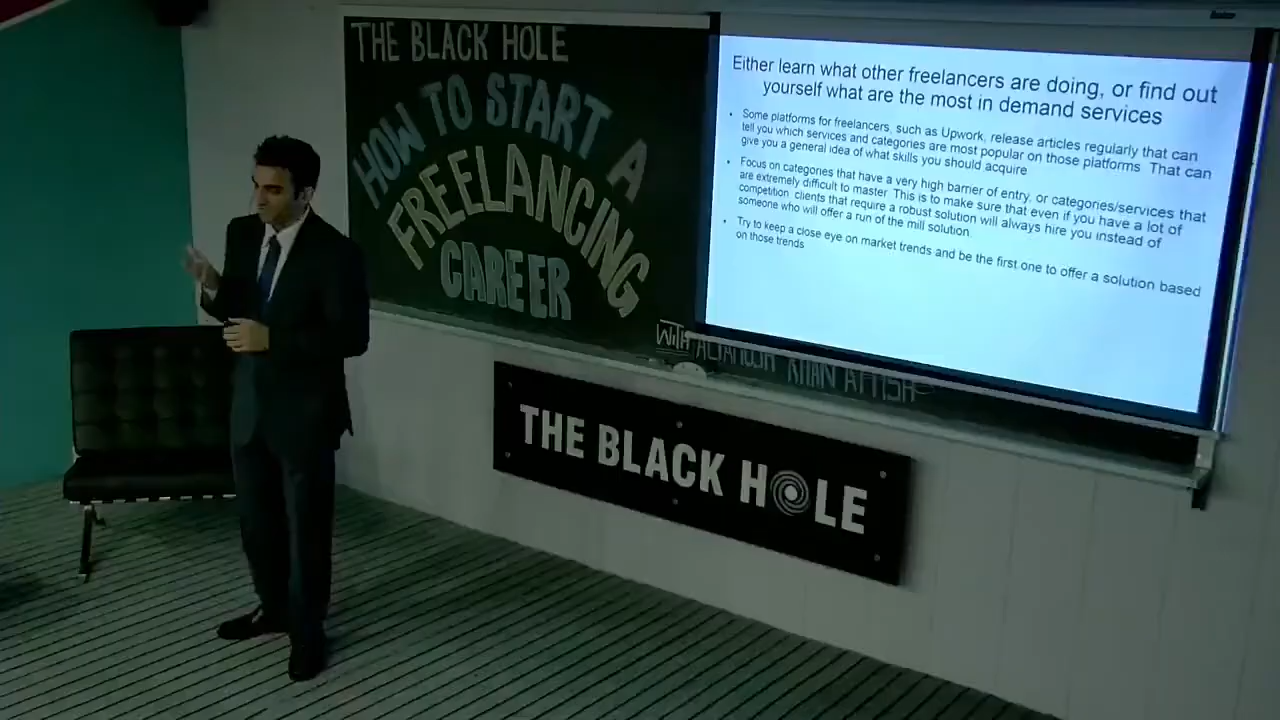 THE BLACK HOLE
HOW TO START A
FREELANCING
CAREER
WITH
KHAN ATTISH
Either learn what other freelancers are doing, or find out
yourself what are the most in demand services
• Some platforms for freelancers, such as Upwork, release articles regularly that can
tell you which services and categories are most popular on those platforms. That can
give you a general idea of what skills you should acquire
• Focus on categories that have a very high barrier of entry, or categories/services that
are extremely difficult to master. This is to make sure that even if you have a lot of
competition, clients that require a robust solution will always hire you instead of
someone who will offer a run of the mill solution.
• Try to keep a close eye on market trends and be the first one to offer a solution based
on those trends
THE BLACK HOLE